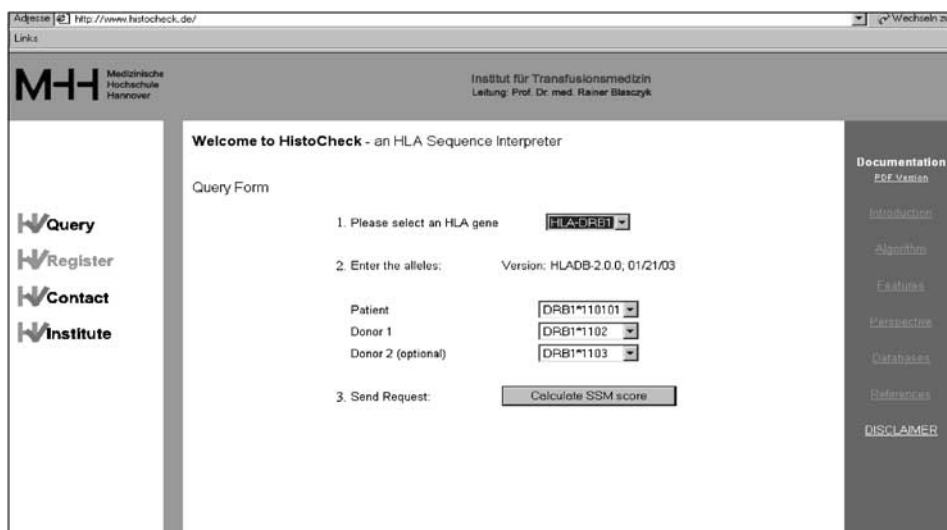 Adresse http://www.histocheck.de/ Wechseln zu
Links
MHH Medizinische
Hochschule
Hannover
Institut für Transfusionsmedizin
Leitung: Prof. Dr. med. Rainer Blasczyk
Welcome to HistoCheck - an HLA Sequence Interpreter
Query Form
1. Please select an HLA gene HLA-DRB1
2. Enter the alleles: Version: HLADB-2.0.0; 01/21/03
Patient DRB1*110101
Donor 1 DRB1*1102
Donor 2 (optional) DRB1*1103
3. Send Request: Calculate SSM score
Query
Register
Contact
Institute
Documentation
PDF Version
Introduction
Algorithm
Features
Perspective
Databases
References
DISCLAIMER